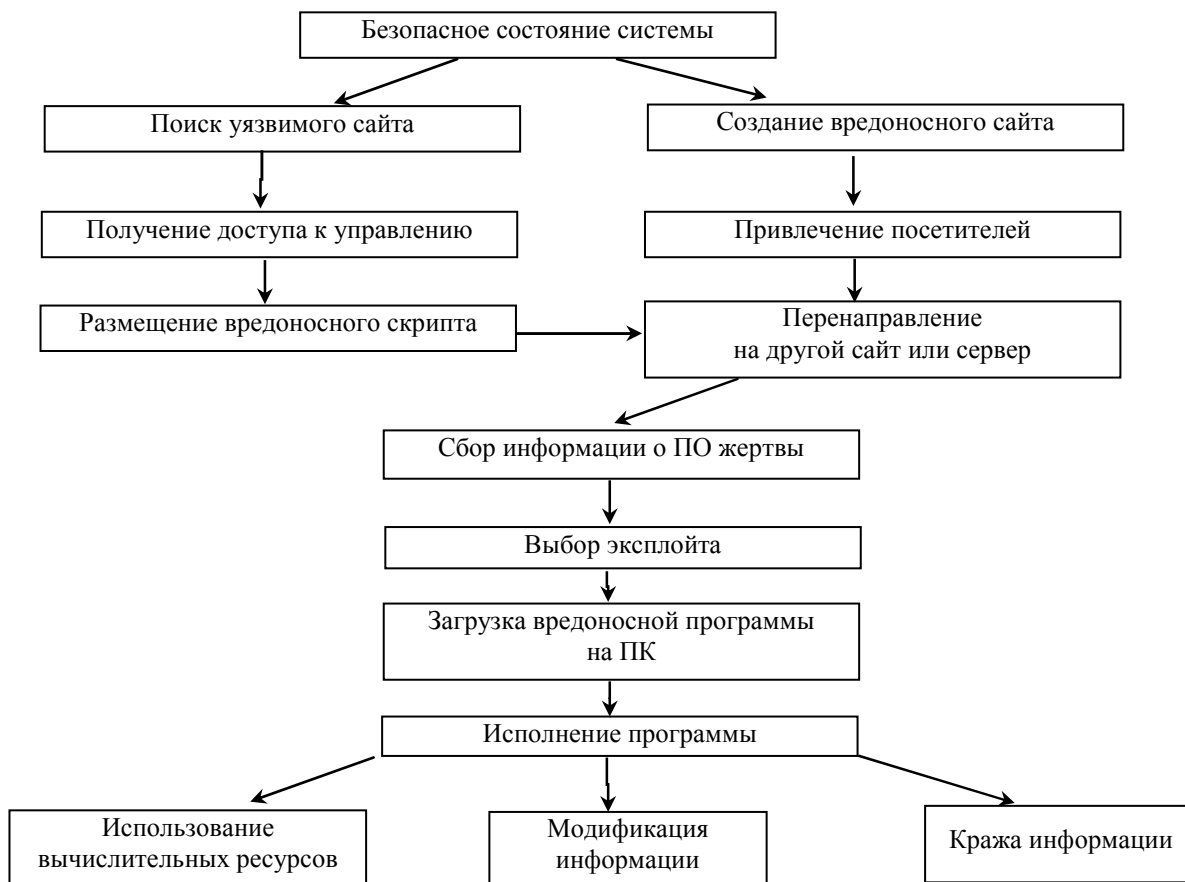 Безопасное состояние системы
Поиск уязвимого сайта
Создание вредоносного сайта
Получение доступа к управлению
Привлечение посетителей
Размещение вредоносного скрипта
Перенаправление
на другой сайт или сервер
Сбор информации о ПО жертвы
Выбор эксплойта
Загрузка вредоносной программы
на ПК
Исполнение программы
Использование
вычислительных ресурсов
Модификация
информации
Кража информации